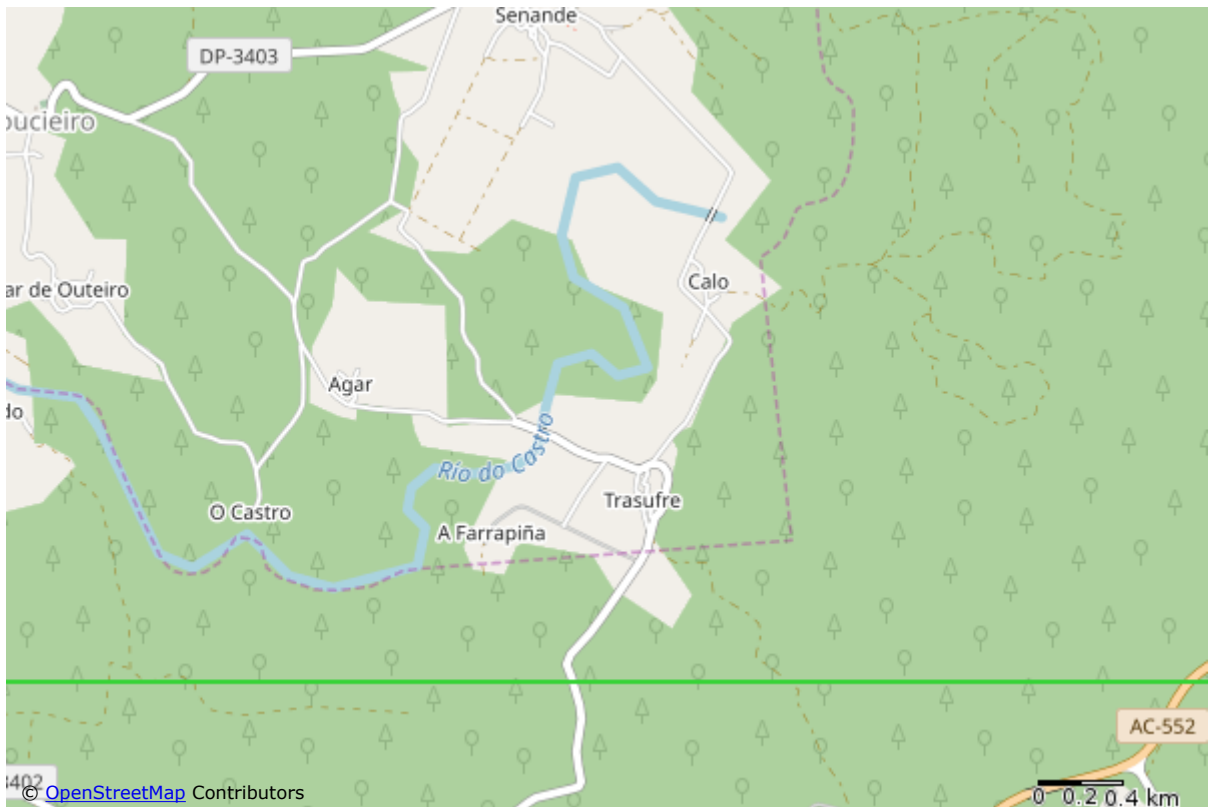 Senande
DP-3403
oucieiro
ar de Outeiro
Calo
Agar
do
Río do Castro
Trasufre
O Castro
A Farrapiña
AC-552
3402
© OpenStreetMap Contributors
0 0.2 0.4 km